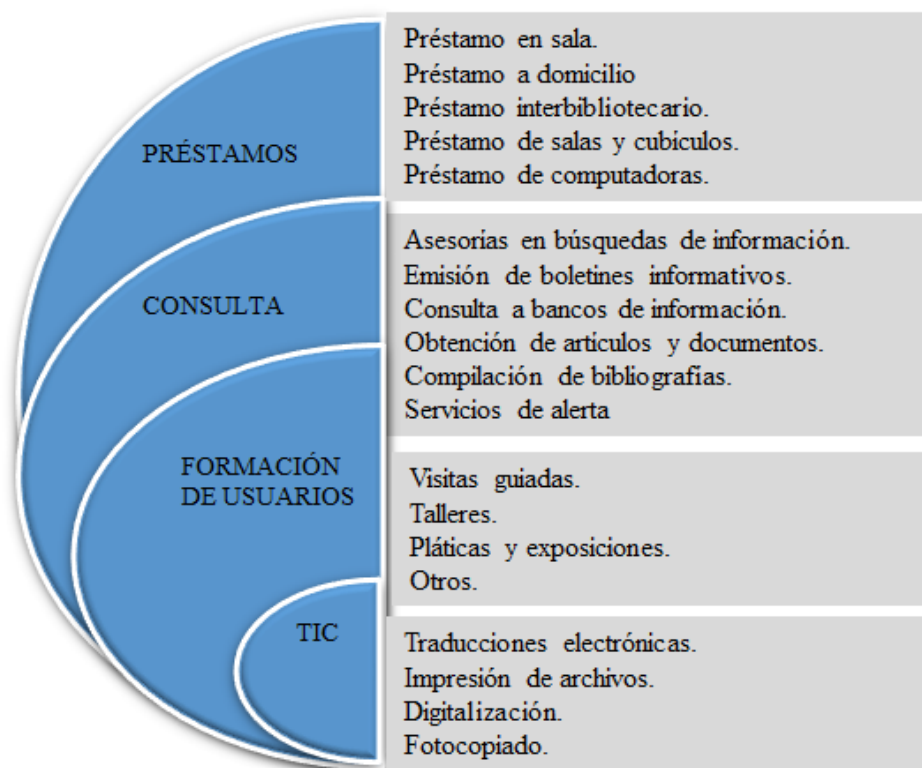 PRÉSTAMOS
Préstamo en sala.
Préstamo a domicilio
Préstamo interbibliotecario.
Préstamo de salas y cubículos.
Préstamo de computadoras.
CONSULTA
Asesorías en búsquedas de información.
Emisión de boletines informativos.
Consulta a bancos de información.
Obtención de artículos y documentos.
Compilación de bibliografías.
Servicios de alerta
FORMACIÓN
DE USUARIOS
Visitas guiadas.
Talleres.
Pláticas y exposiciones.
Otros.
TIC
Traducciones electrónicas.
Impresión de archivos.
Digitalización.
Fotocopiado.